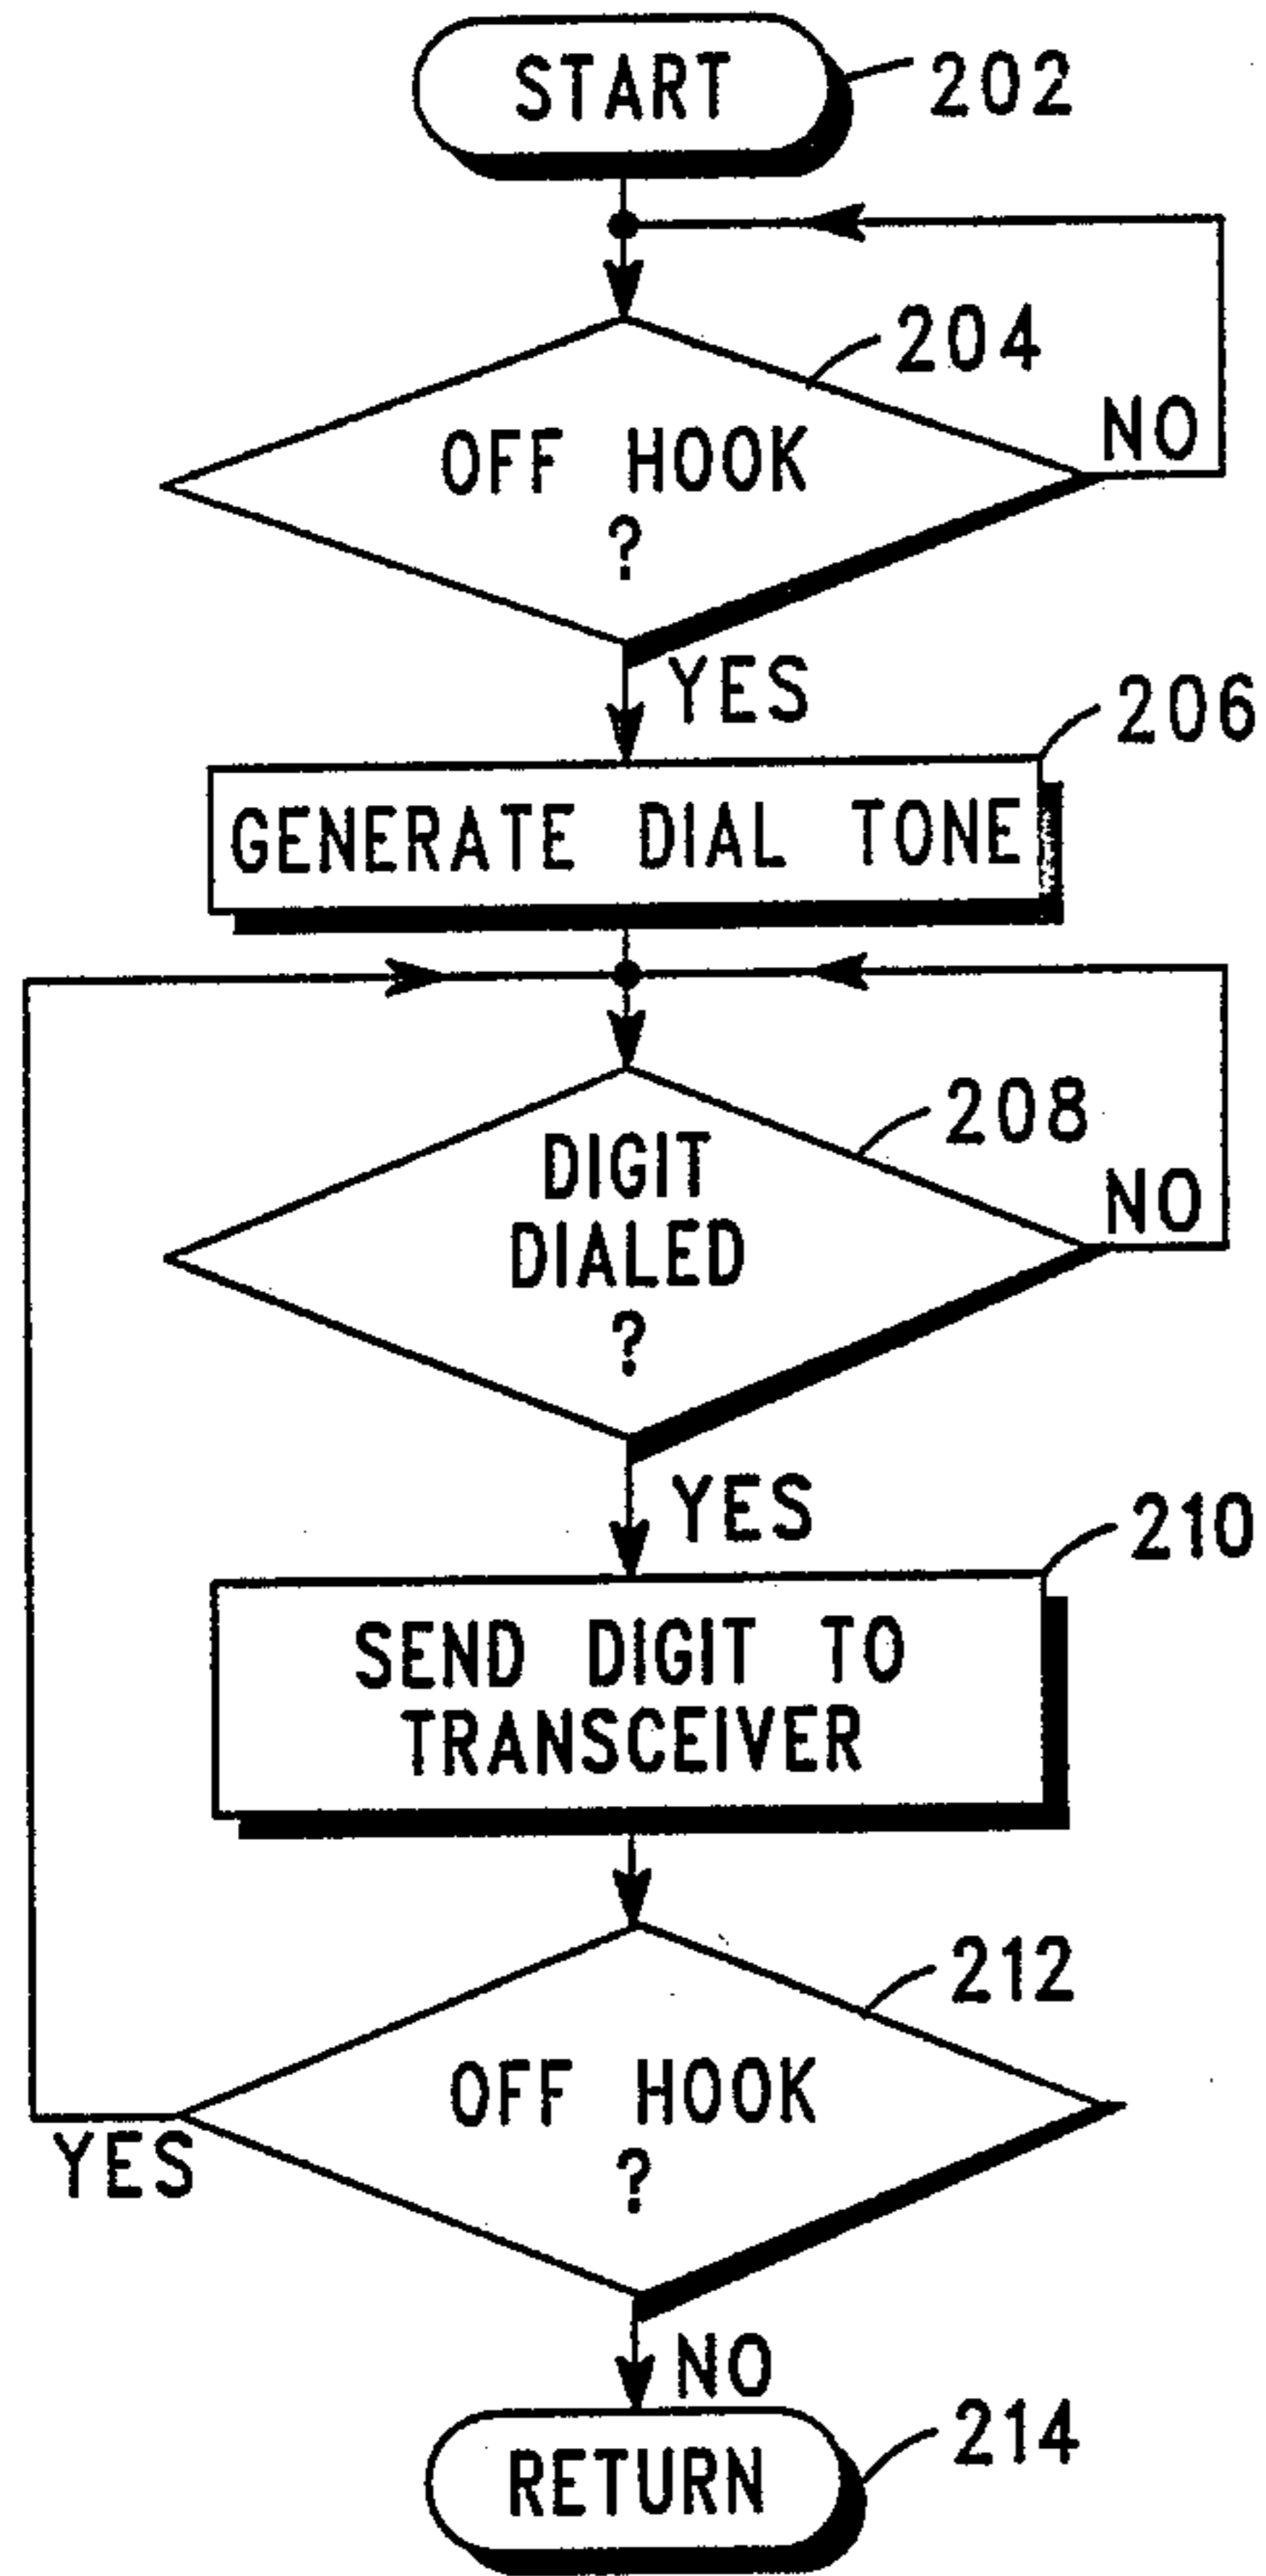 START
202
204
OFF HOOK
?
NO
YES
206
GENERATE DIAL TONE
208
DIGIT
DIALED
?
NO
YES
210
SEND DIGIT TO
TRANSCEIVER
212
OFF HOOK
?
YES
NO
214
RETURN